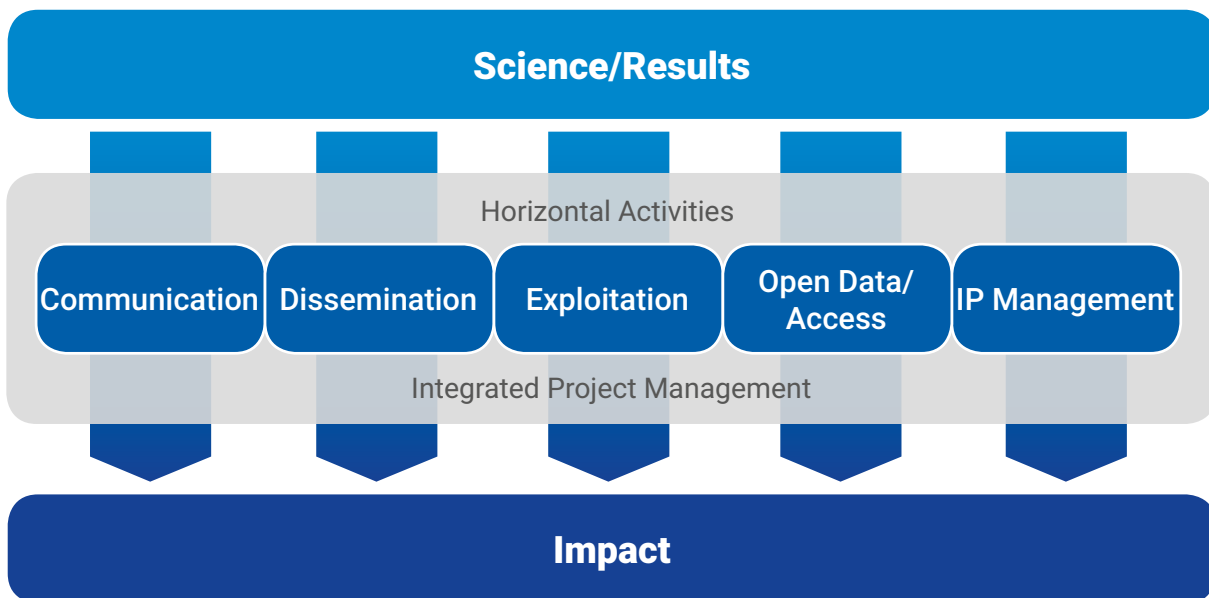 Science/Results
Horizontal Activities
Communication
Dissemination
Exploitation
Open Data/
Access
IP Management
Integrated Project Management
Impact